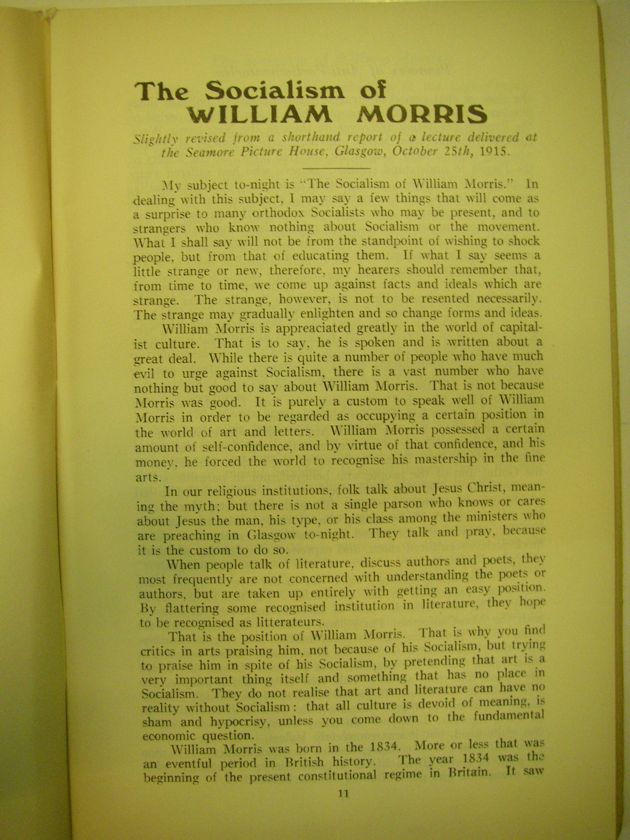 The Socialism of
WILLIAM MORRIS
Slightly revised from a shorthand report of a lecture delivered at
the Seamore Picture House, Glasgow, October 25th, 1915.
My subject to-night is "The Socialism of William Morris." In
dealing with this subject, I may say a few things that will come as
a surprise to many orthodox Socialists who may be present, and to
strangers who know nothing about Socialism or the movement.
What I shall say will not be from the standpoint of wishing to shock
people, but from that of educating them. If what I say seems a
little strange or new, therefore, my hearers should remember that,
from time to time, we come up against facts and ideals which are
strange. The strange, however, is not to be resented necessarily.
The strange may gradually enlighten and so change forms and ideas.
William Morris is appreaciated greatly in the world of capital-
ist culture. That is to say, he is spoken and is written about a
great deal. While there is quite a number of people who have much
evil to urge against Socialism, there is a vast number who have
nothing but good to say about William Morris. That is not because
Morris was good. It is purely a custom to speak well of William
Morris in order to be regarded as occupying a certain position in
the world of art and letters. William Morris possessed a certain
amount of self-confidence, and by virtue of that confidence, and his
money, he forced the world to recognise his mastership in the fine
arts.
In our religious institutions, folk talk about Jesus Christ, mean-
ing the myth; but there is not a single parson who knows or cares
about Jesus the man, his type, or his class among the ministers who
are preaching in Glasgow to-night. They talk and pray, because
it is the custom to do so.
When people talk of literature, discuss authors and poets, they
most frequently are not concerned with understanding the poets or
authors, but are taken up entirely with getting an easy position.
By flattering some recognised institution in literature, they hope
to be recognised as litterateurs.
That is the position of William Morris. That is why you find
critics in arts praising him, not because of his Socialism, but trying
to praise him in spite of his Socialism, by pretending that art is a
very important thing itself and something that has no place in
Socialism. They do not realise that art and literature can have no
reality without Socialism: that all culture is devoid of meaning, is
sham and hypocrisy, unless you come down to the fundamental
economic question.
William Morris was born in the 1834. More or less that was
an eventful period in British history. The year 1834 was the
beginning of the present constitutional regime in Britain. It saw
11